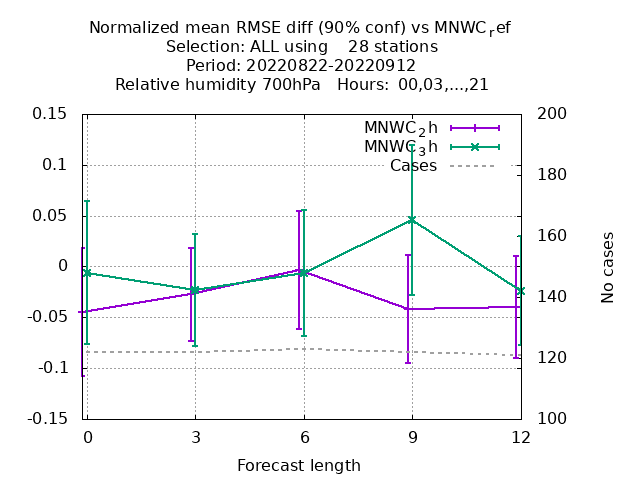 Normalized mean RMSE diff (90% conf) vs MNWC_ref
Selection: ALL using    28 stations
Period: 20220822-20220912
Relative humidity 700hPa   Hours: 00,03,...,21
MNWC_2h
MNWC_3h
Cases
0.15
0.1
0.05
0
-0.05
-0.1
-0.15
200
180
160
140
120
100
No cases
0 3 6 9 12
Forecast length